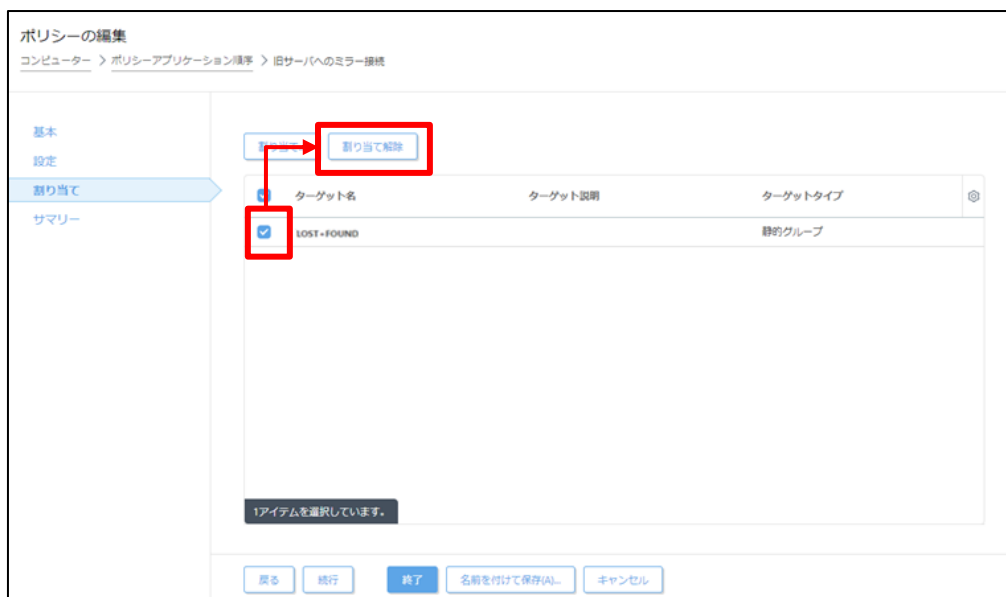 ポリシーの編集
コンピューター > ポリシーアプリケーション順序 > 旧サーバへのミラー接続
基本
設定
割り当て
サマリー
割り当て 割り当て解除
ターゲット名 ターゲット説明 ターゲットタイプ
LOST+FOUND 静的グループ
1アイテムを選択しています。
戻る 続行 終了 名前を付けて保存(A)... キャンセル